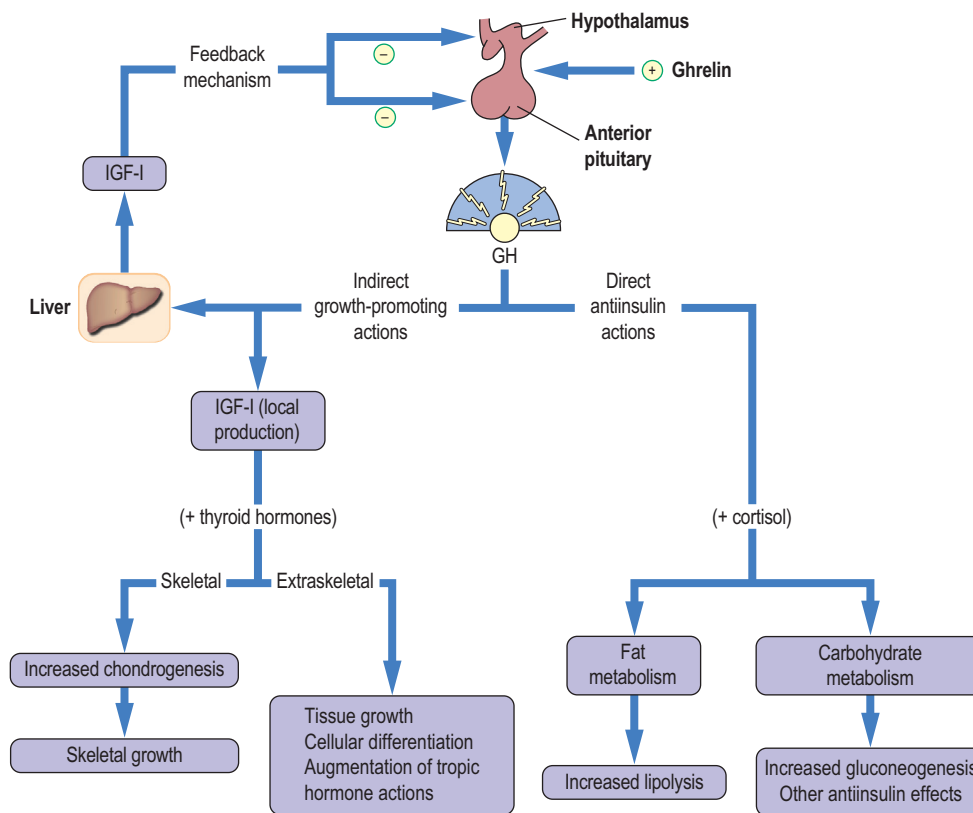 Hypothalamus
Feedback
mechanism
−
+ Ghrelin
−
Anterior
pituitary
IGF-I
GH
Liver
Indirect
growth-promoting
actions
Direct
antiinsulin
actions
IGF-I (local
production)
(+ thyroid hormones)
(+ cortisol)
Skeletal
Extraskeletal
Increased chondrogenesis
Fat
metabolism
Carbohydrate
metabolism
Skeletal growth
Tissue growth
Cellular differentiation
Augmentation of tropic
hormone actions
Increased lipolysis
Increased gluconeogenesis
Other antiinsulin effects